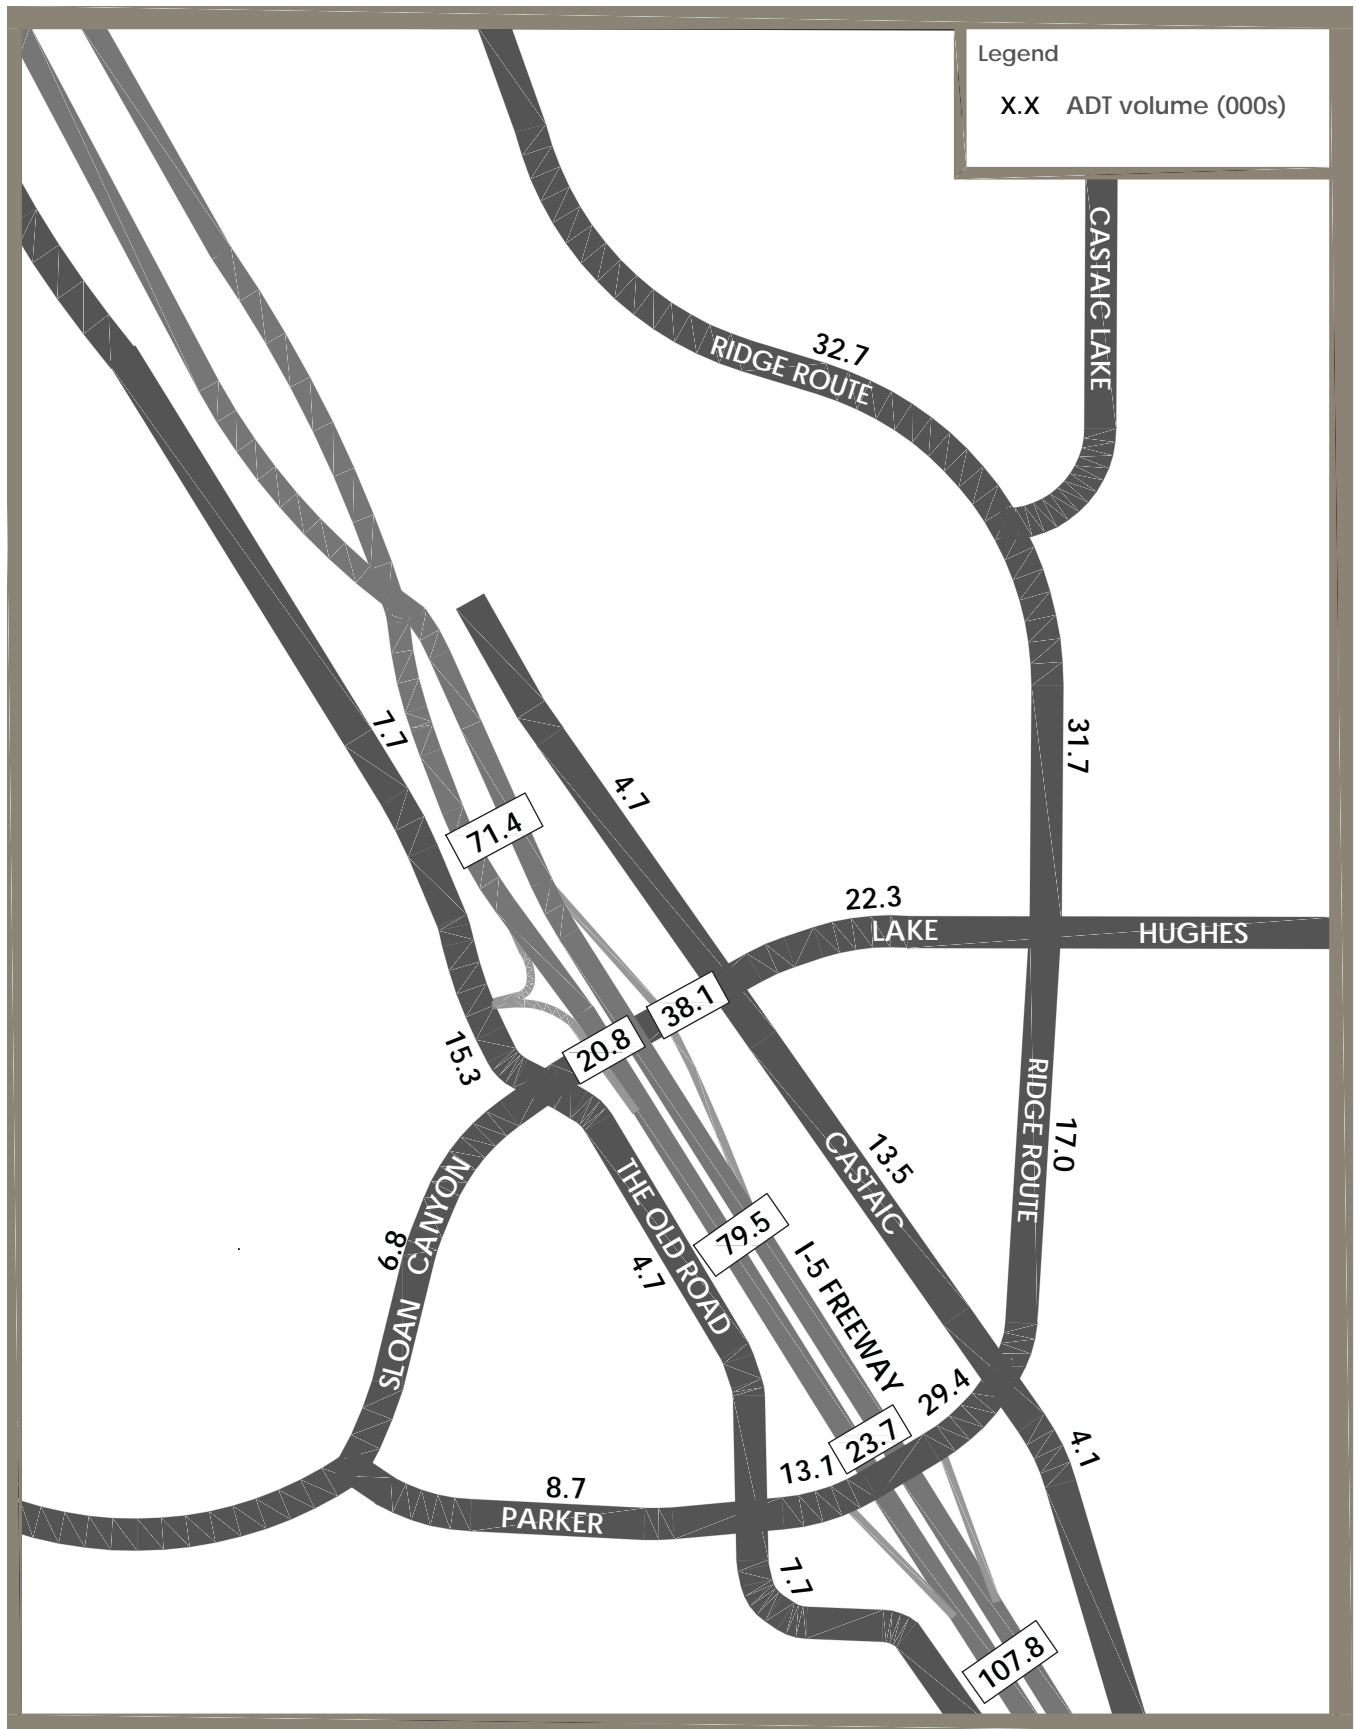 Legend
X.X ADT volume (000s)
CASTAIC LAKE
32.7
RIDGE ROUTE
7.7
31.7
4.7
71.4
22.3
LAKE HUGHES
38.1
20.8
15.3
RIDGE ROUTE
17.0
13.5
CASTAIC
SLOAN CANYON
6.8
THE OLD ROAD
4.7
79.5
I-5 FREEWAY
29.4
23.7
13.1
4.1
8.7
PARKER
7.7
107.8